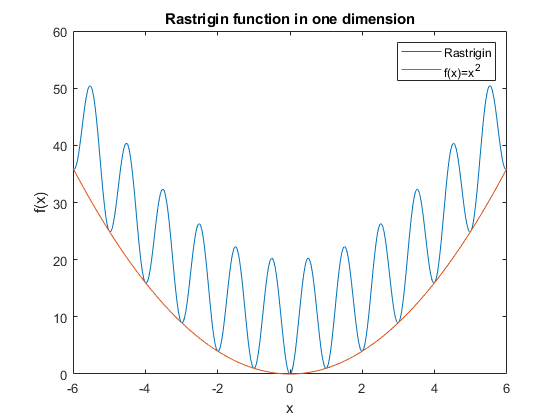 Rastrigin function in one dimension
Rastrigin
f(x)=x²
60
50
40
30
20
10
0
f(x)
-6 -4 -2 0 2 4 6
x